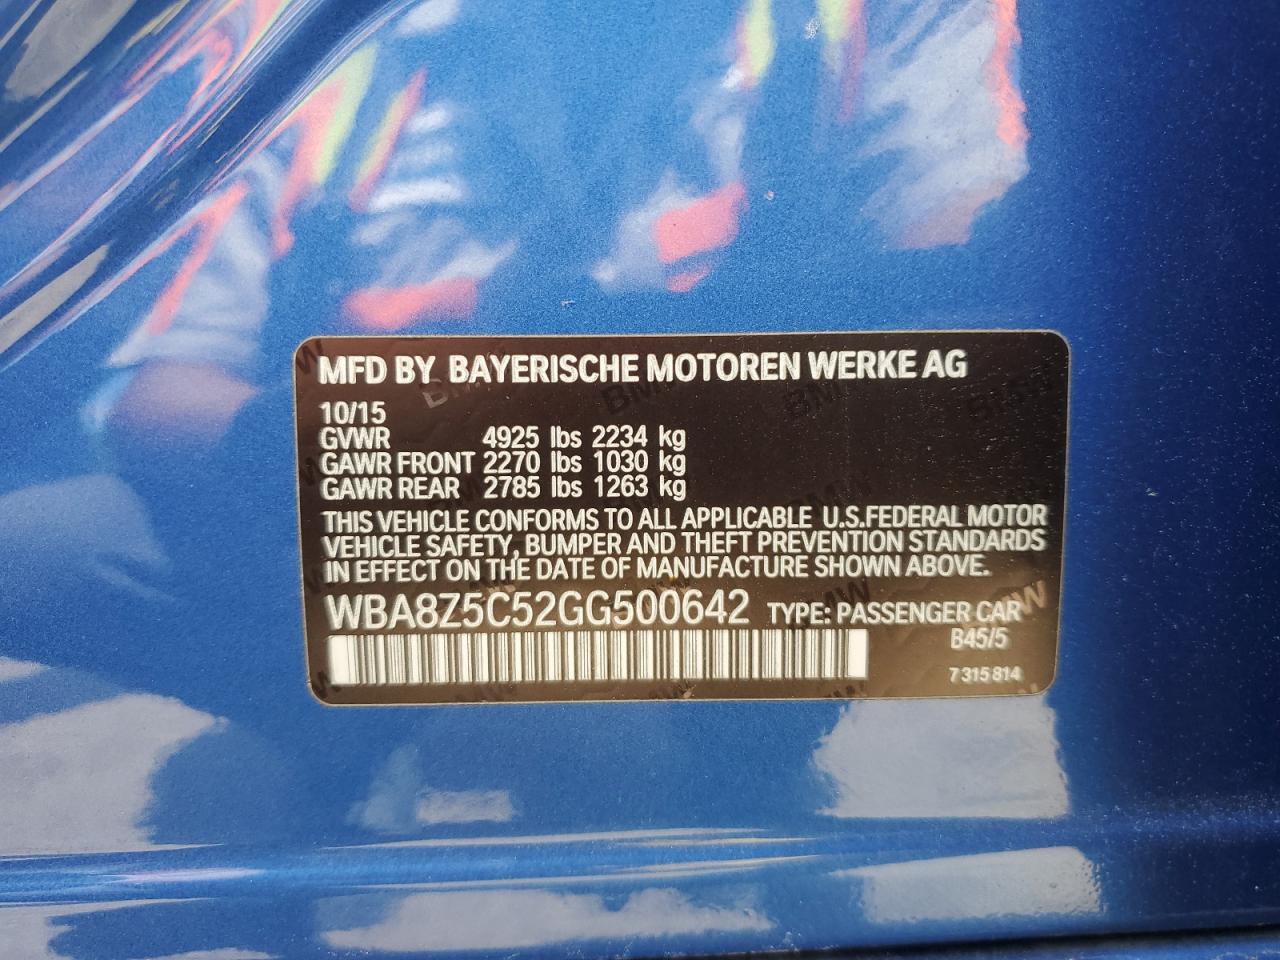 MFD BY BAYERISCHE MOTOREN WERKE AG
10/15
GVWR 4925 lbs 2234 kg
GAWR FRONT 2270 lbs 1030 kg
GAWR REAR 2785 lbs 1263 kg
THIS VEHICLE CONFORMS TO ALL APPLICABLE U.S.FEDERAL MOTOR
VEHICLE SAFETY, BUMPER AND THEFT PREVENTION STANDARDS
IN EFFECT ON THE DATE OF MANUFACTURE SHOWN ABOVE.
WBA8Z5C52GG500642 TYPE: PASSENGER CAR
B45/5
7 315 814